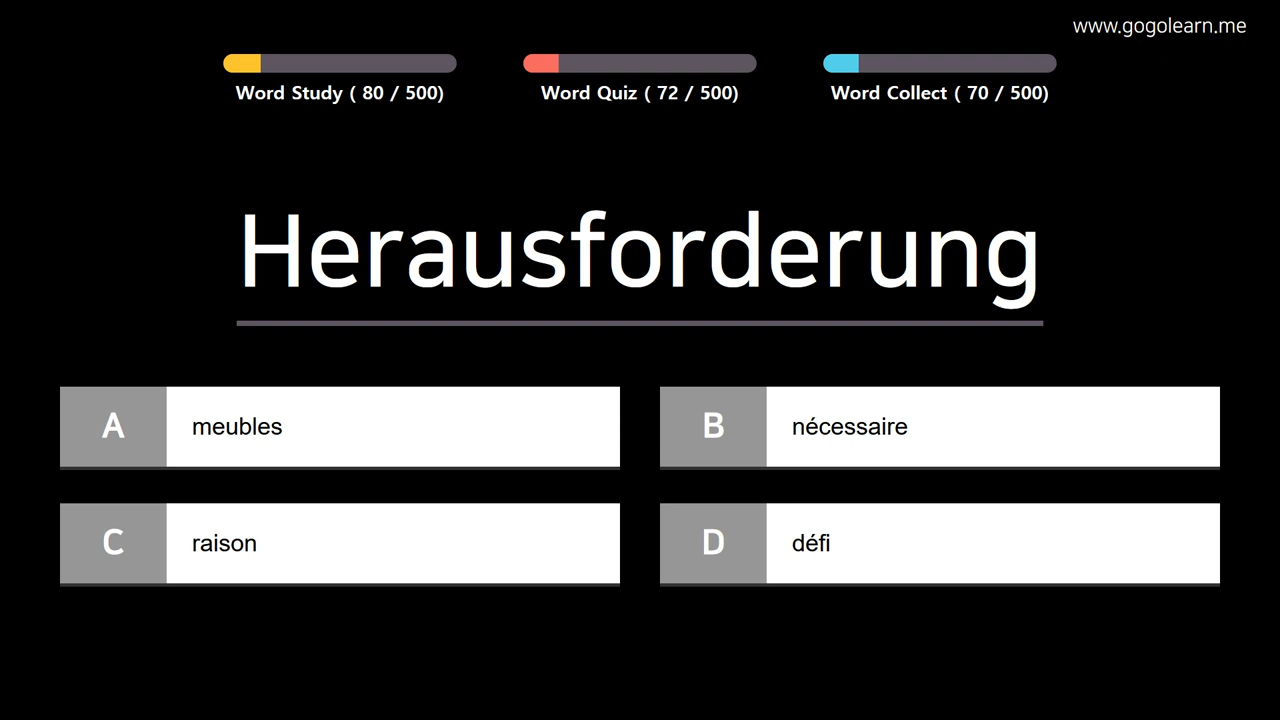 www.gogolearn.me
Word Study ( 80 / 500)
Word Quiz ( 72 / 500)
Word Collect ( 70 / 500)
Herausforderung
A meubles
B nécessaire
C raison
D défi